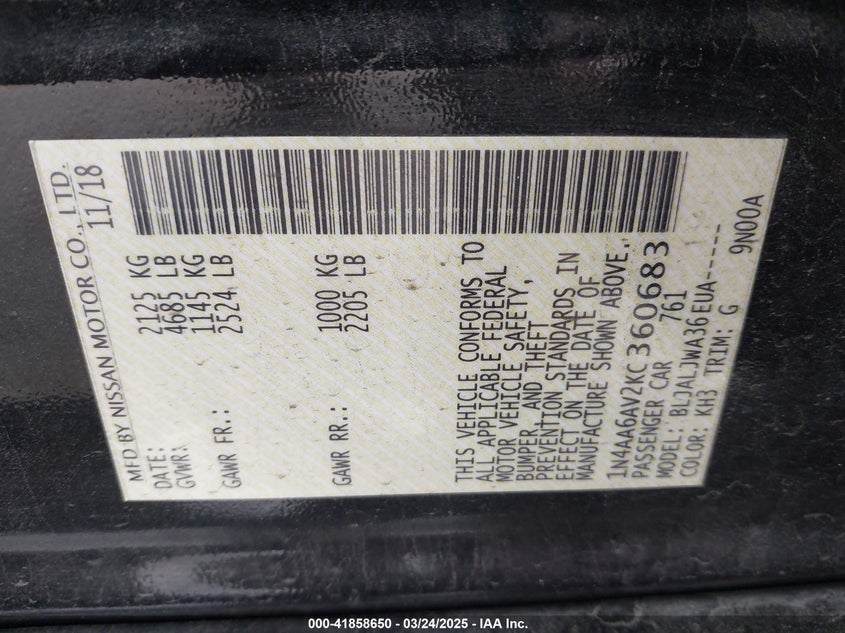 MFD BY NISSAN MOTOR CO., LTD.
DATE: 11/18
GVWR: 2125 KG
4685 LB
GAWR FR.: 1145 KG
2524 LB
GAWR RR.: 1000 KG
2205 LB
THIS VEHICLE CONFORMS TO
ALL APPLICABLE FEDERAL
MOTOR VEHICLE SAFETY,
BUMPER, AND THEFT
PREVENTION STANDARDS IN
EFFECT ON THE DATE OF
MANUFACTURE SHOWN ABOVE.
1N4AA6AV2KC360683
PASSENGER CAR 761
MODEL: BLJALJWA36EUA------
COLOR: KH3 TRIM: G 9N00A
000-41858650 - 03/24/2025 - IAA Inc.